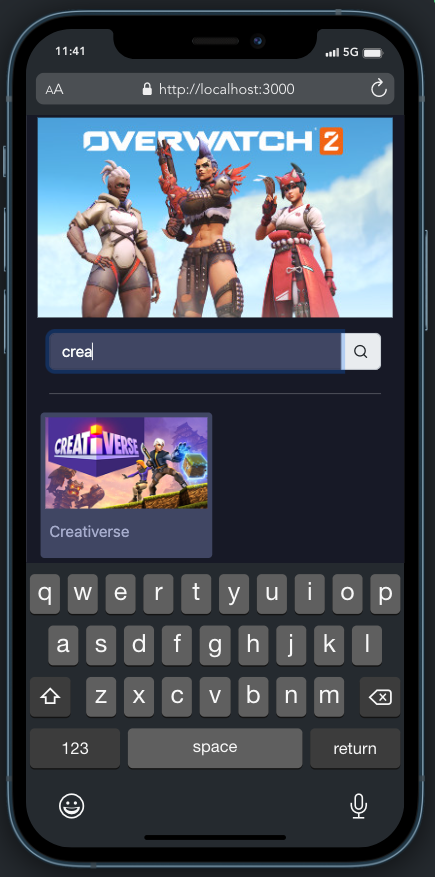 11:41
5G
AA
http://localhost:3000
OVERWATCH 2
crea
CREATIVERSE
Creativerse
q w e r t y u i o p
a s d f g h j k l
z x c v b n m
123 space return